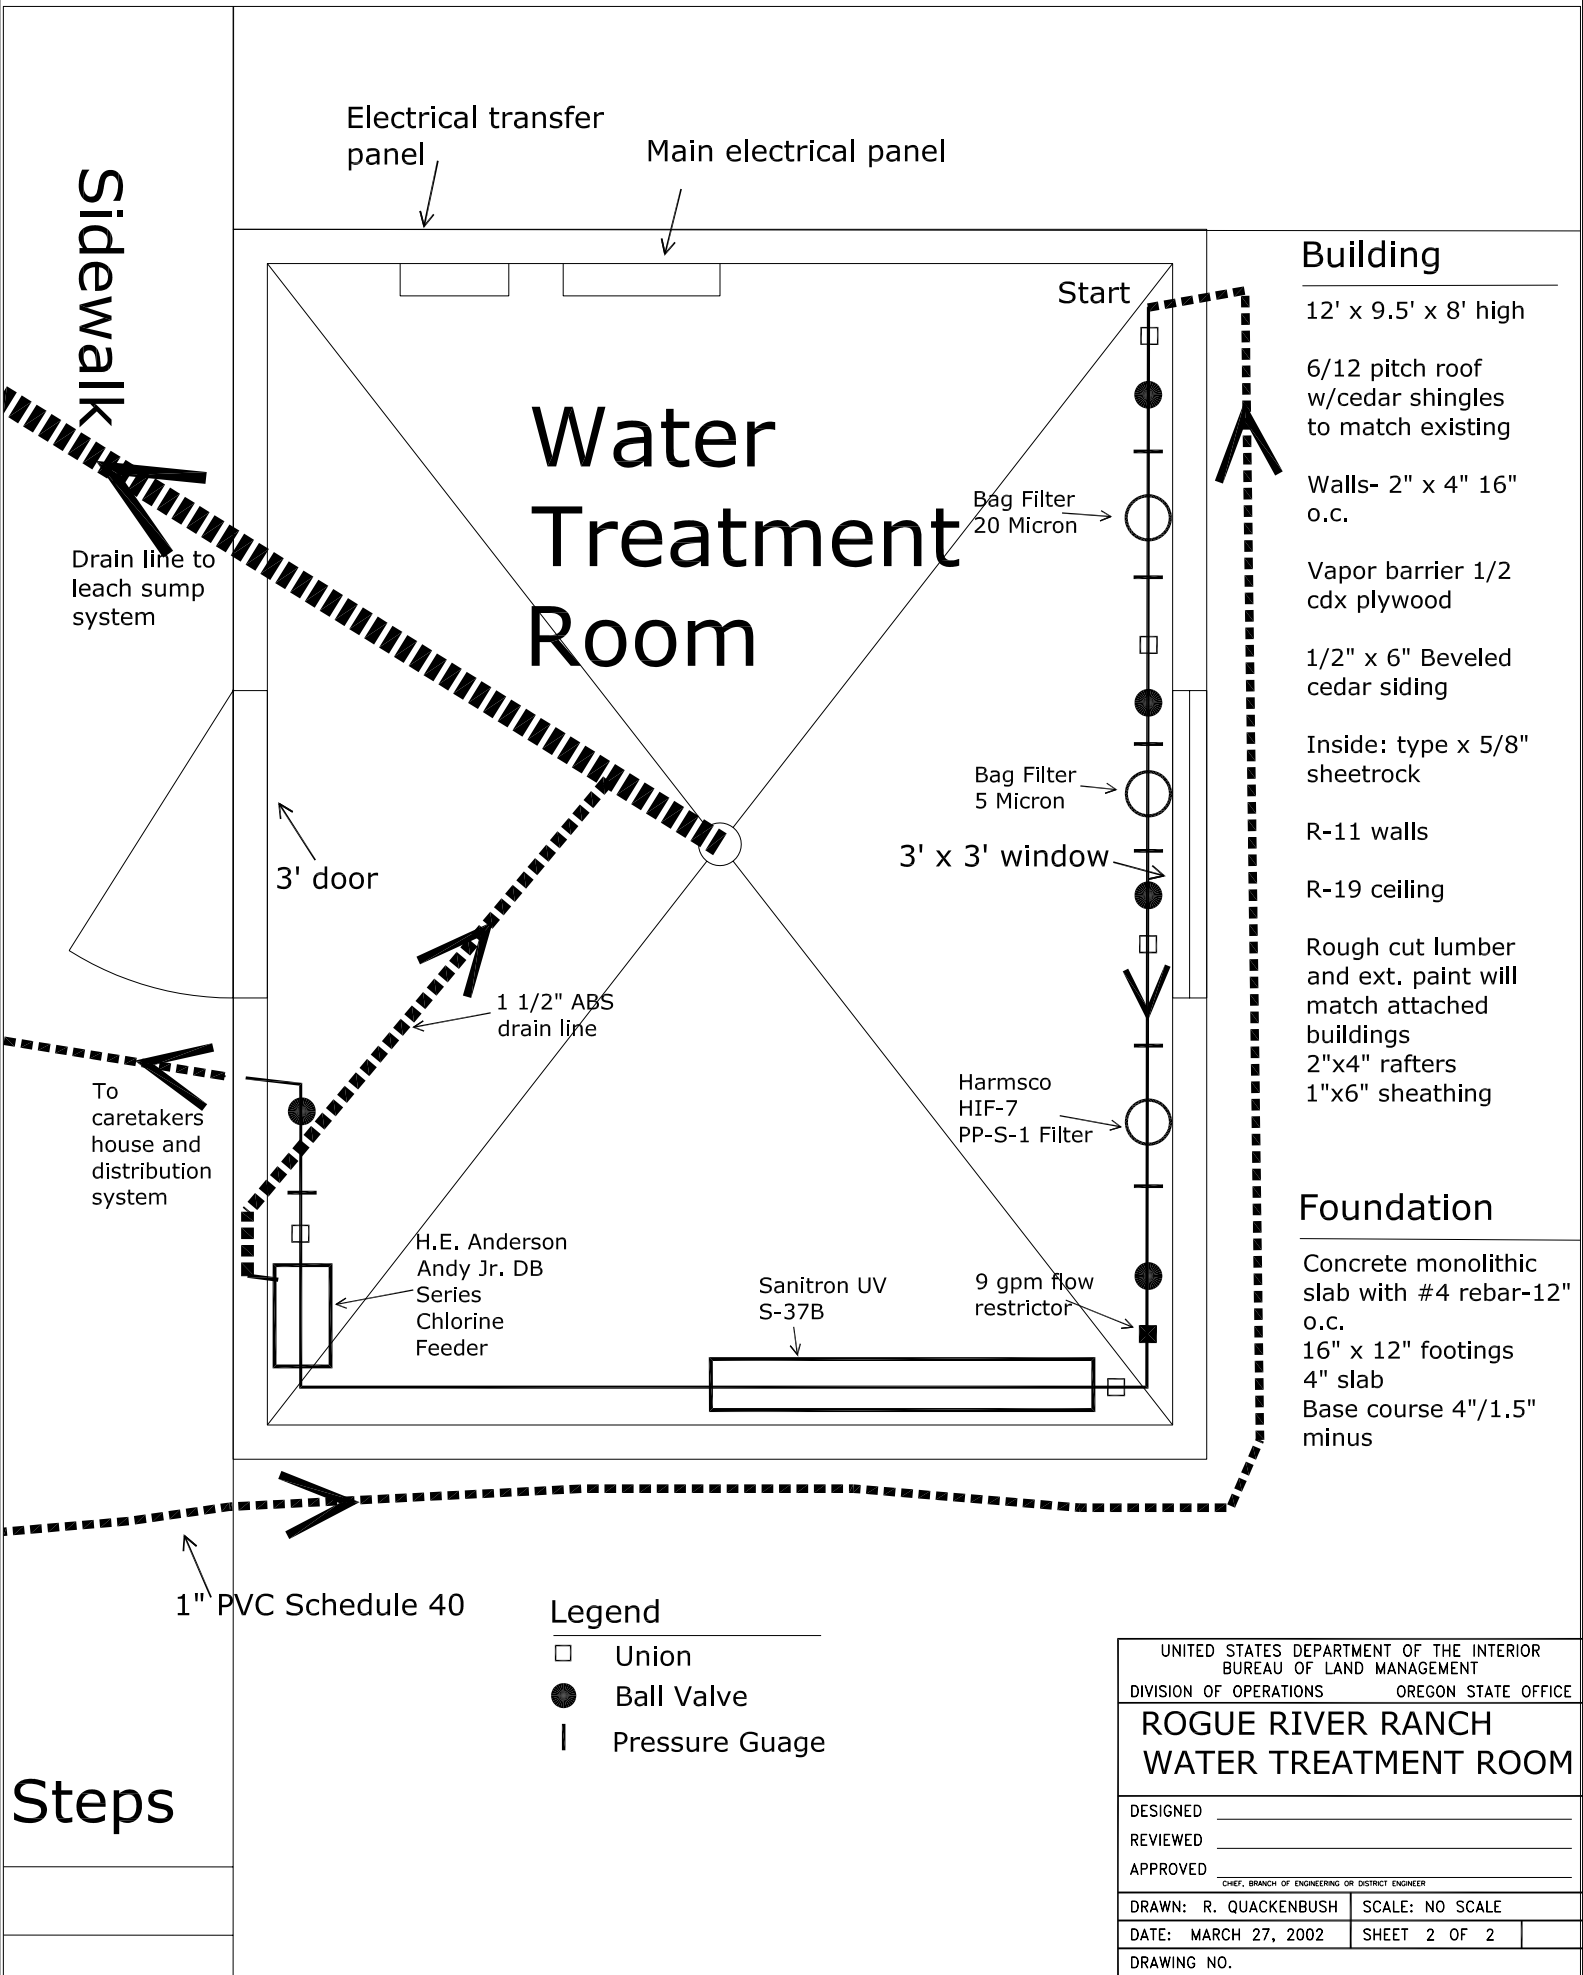 Electrical transfer
panel
Main electrical panel
Sidewalk
Start
Water
Treatment
Room
Bag Filter
20 Micron
Drain line to
leach sump
system
Bag Filter
5 Micron
3' x 3' window
3' door
1 1/2" ABS
drain line
To
caretakers
house and
distribution
system
Harmsco
HIF-7
PP-S-1 Filter
H.E. Anderson
Andy Jr. DB
Series
Chlorine
Feeder
Sanitron UV
S-37B
9 gpm flow
restrictor
1" PVC Schedule 40
Building
12' x 9.5' x 8' high
6/12 pitch roof
w/cedar shingles
to match existing
Walls- 2" x 4" 16"
o.c.
Vapor barrier 1/2
cdx plywood
1/2" x 6" Beveled
cedar siding
Inside: type x 5/8"
sheetrock
R-11 walls
R-19 ceiling
Rough cut lumber
and ext. paint will
match attached
buildings
2"x4" rafters
1"x6" sheathing
Foundation
Concrete monolithic
slab with #4 rebar-12"
o.c.
16" x 12" footings
4" slab
Base course 4"/1.5"
minus
Legend
Union
Ball Valve
Pressure Guage
Steps
UNITED STATES DEPARTMENT OF THE INTERIOR
BUREAU OF LAND MANAGEMENT
DIVISION OF OPERATIONS OREGON STATE OFFICE
ROGUE RIVER RANCH
WATER TREATMENT ROOM
DESIGNED
REVIEWED
APPROVED
CHIEF, BRANCH OF ENGINEERING OR DISTRICT ENGINEER
DRAWN: R. QUACKENBUSH SCALE: NO SCALE
DATE: MARCH 27, 2002 SHEET 2 OF 2
DRAWING NO.